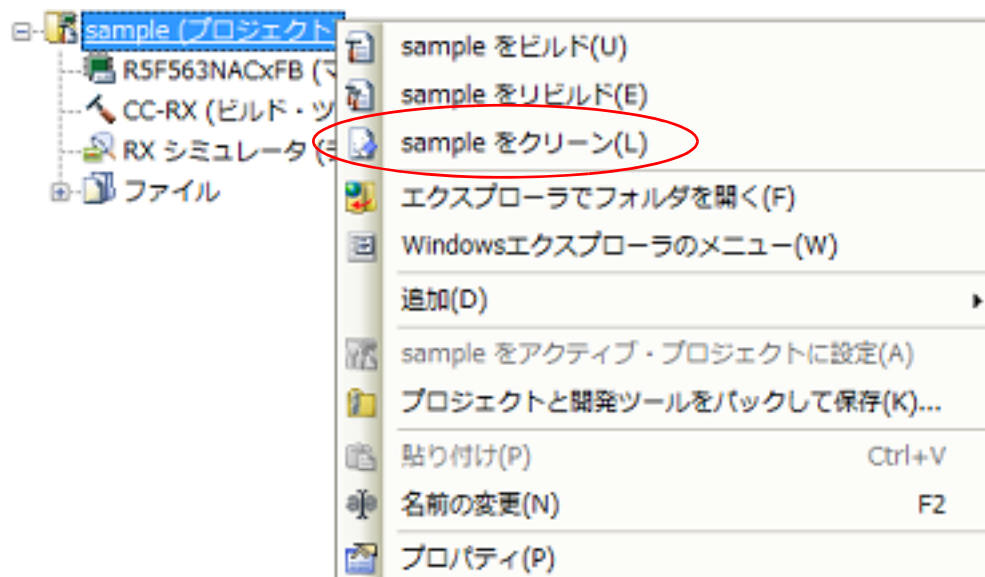 sample (プロジェクト
R5F563NACxFB (マ
CC-RX (ビルド・ツ
RX シミュレータ (デ
ファイル
sample をビルド(U)
sample をリビルド(E)
sample をクリーン(L)
エクスプローラでフォルダを開く(F)
Windowsエクスプローラのメニュー(W)
追加(D)
sample をアクティブ・プロジェクトに設定(A)
プロジェクトと開発ツールをパックして保存(K)...
貼り付け(P) Ctrl+V
名前の変更(N) F2
プロパティ(P)